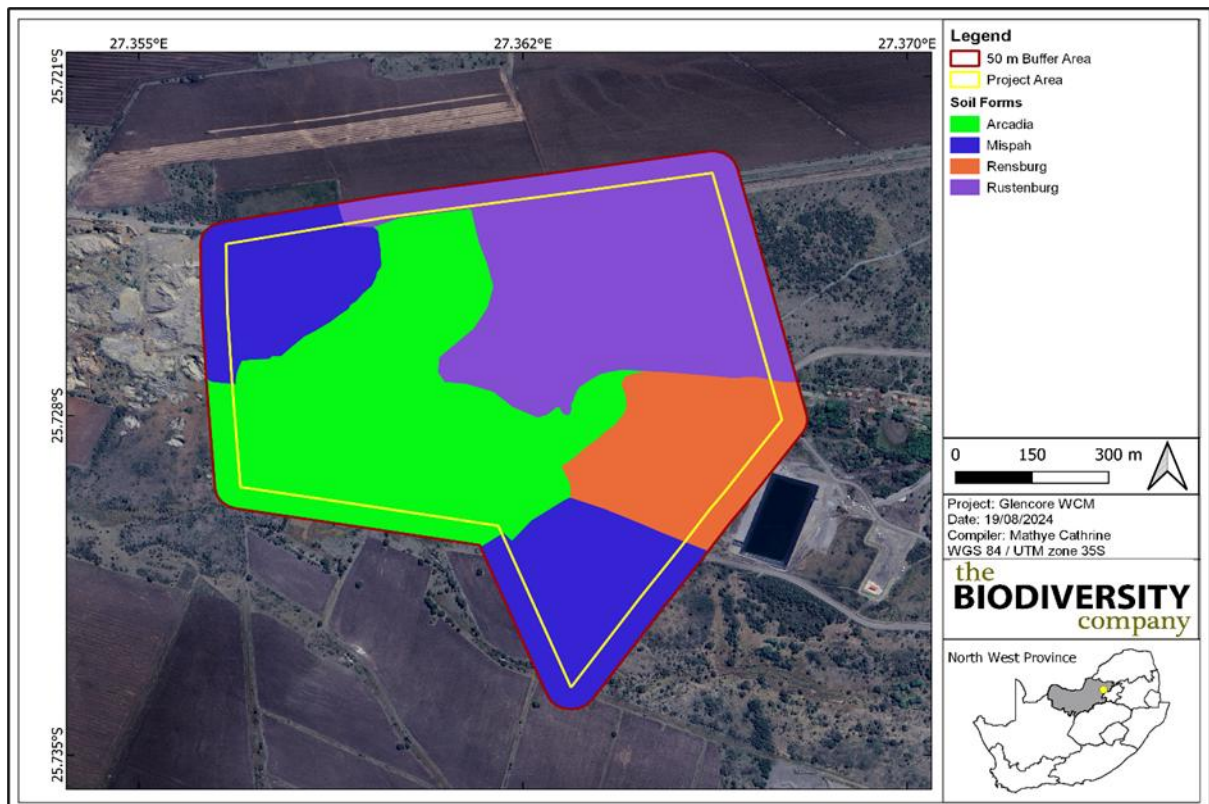 27.355°E
27.362°E
27.370°E
25.721°S
25.728°S
25.735°S
Legend
50 m Buffer Area
Project Area
Soil Forms
Arcadia
Mispah
Rensburg
Rustenburg
0 150 300 m
Project: Glencore WCM
Date: 19/08/2024
Compiler: Mathye Cathrine
WGS 84 / UTM zone 35S
the
BIODIVERSITY
company
North West Province